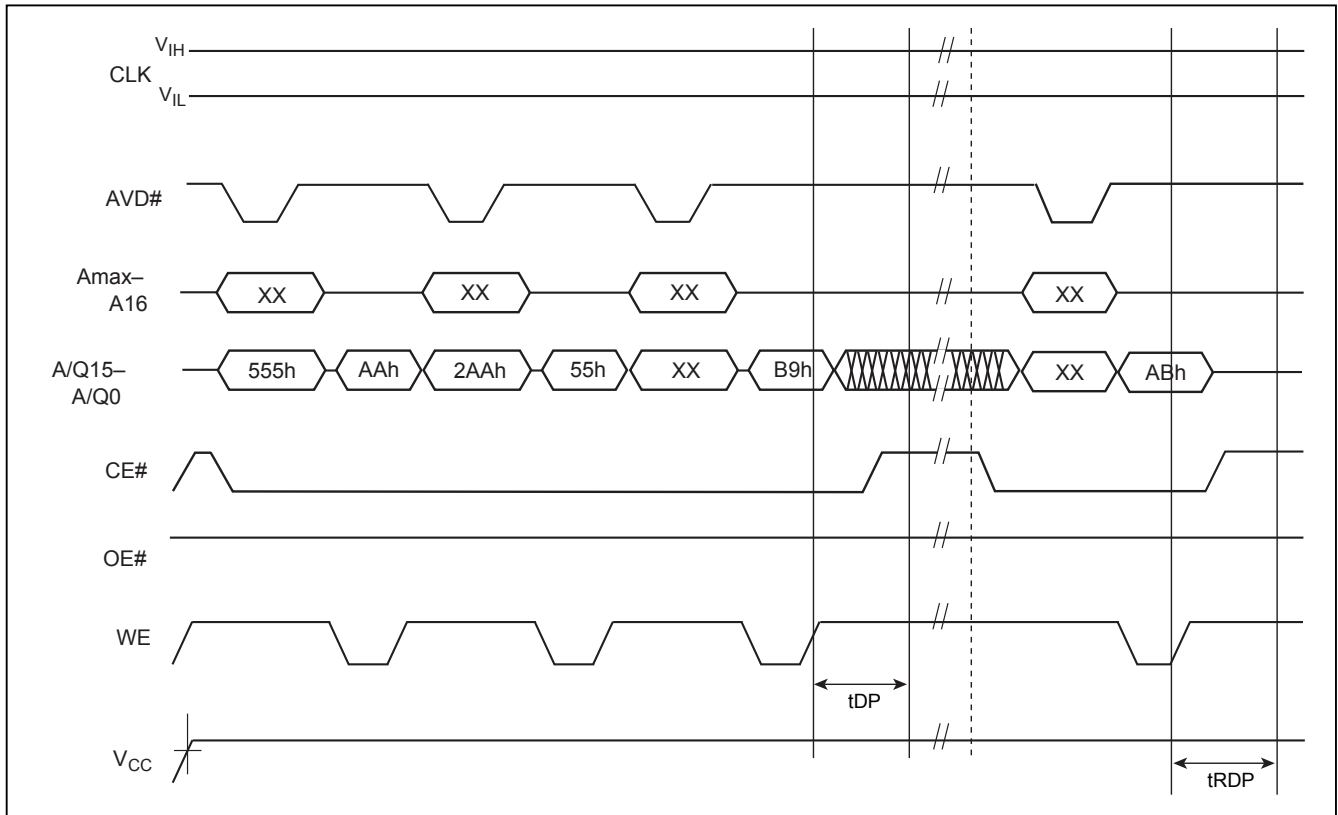 V_IH
CLK
V_IL
AVD#
Amax–
A16
XX XX XX XX
A/Q15–
A/Q0
555h AAh 2AAh 55h XX B9h XX ABh
CE#
OE#
WE
tDP
V_CC
tRDP